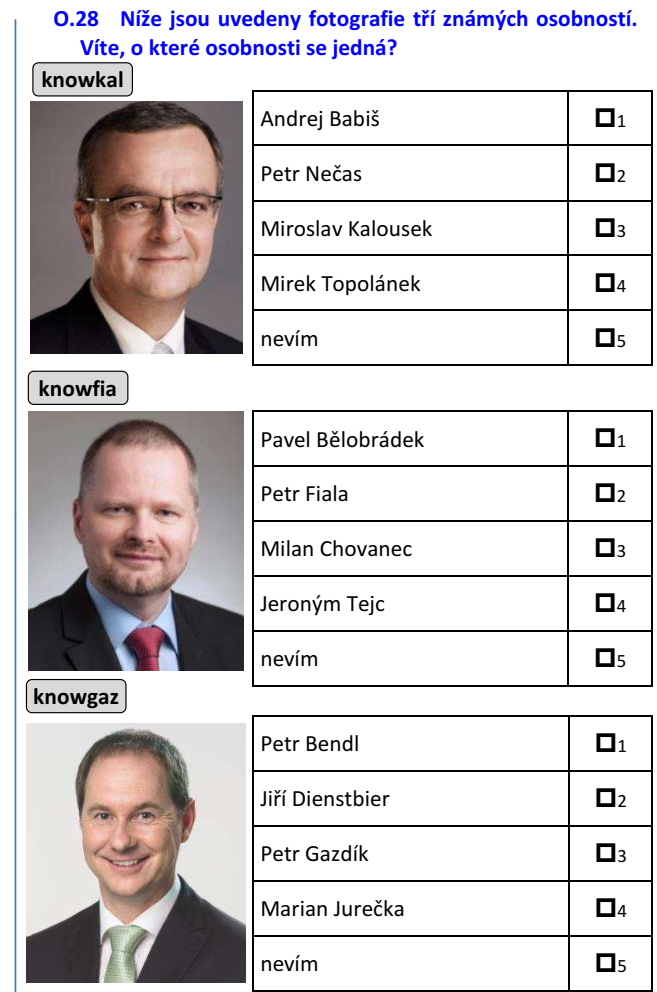 O.28 Níže jsou uvedeny fotografie tří známých osobností.
Víte, o které osobnosti se jedná?
knowkal
Andrej Babiš 1
Petr Nečas 2
Miroslav Kalousek 3
Mirek Topolánek 4
nevím 5
knowfia
Pavel Bělobrádek 1
Petr Fiala 2
Milan Chovanec 3
Jeroným Tejc 4
nevím 5
knowgaz
Petr Bendl 1
Jiří Dienstbier 2
Petr Gazdík 3
Marian Jurečka 4
nevím 5